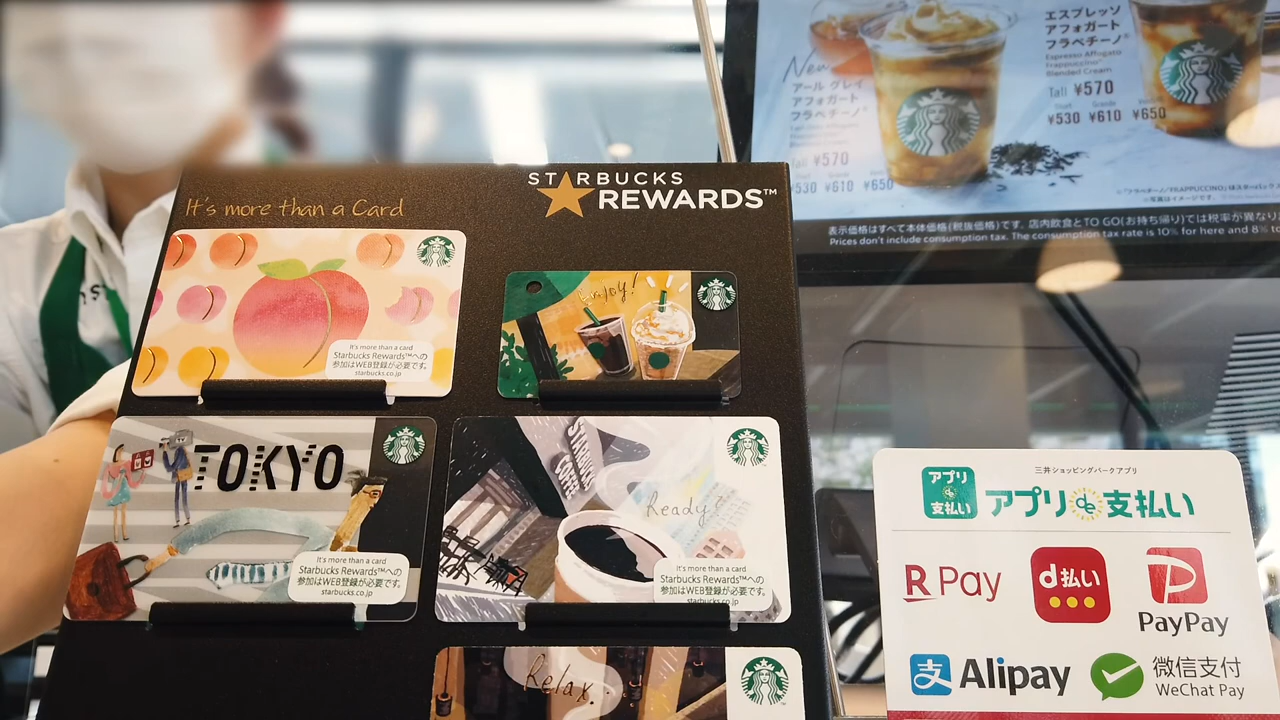 It's more than a Card
STARBUCKS
REWARDS™
It's more than a card
Starbucks Rewards™への
参加はWEB登録が必要です。
starbucks.co.jp
Enjoy!
TOKYO
It's more than a card
Starbucks Rewards™への
参加はWEB登録が必要です。
starbucks.co.jp
STARBUCKS
COFFEE
Ready?
It's more than a card
Starbucks Rewards™への
参加はWEB登録が必要です。
starbucks.co.jp
Relax.
New
アール グレイ
アフォガート
フラペチーノ®
Tall ¥570
¥530 ¥610 ¥650
エスプレッソ
アフォガート
フラペチーノ®
Espresso Affogato
Frappuccino®
Blended Cream
Tall ¥570
Short Grande
¥530 ¥610 ¥650
表示価格はすべて本体価格(税抜価格)です。店内飲食とTO GO(お持ち帰り)では税率が異なり
Prices don't include consumption tax. The consumption tax rate is 10% for here and 8%
三井ショッピングパークアプリ
アプリ
de
支払い
アプリde支払い
R Pay
d払い
PayPay
支 Alipay
微信支付
WeChat Pay